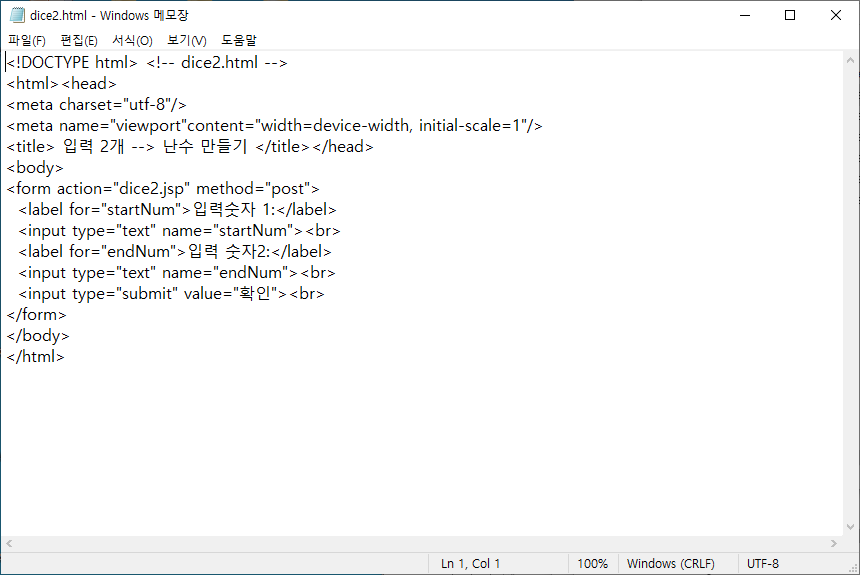 dice2.html - Windows 메모장
파일(F) 편집(E) 서식(O) 보기(V) 도움말
<!DOCTYPE html> <!-- dice2.html -->
<html><head>
<meta charset="utf-8"/>
<meta name="viewport"content="width=device-width, initial-scale=1"/>
<title> 입력 2개 --> 난수 만들기 </title></head>
<body>
<form action="dice2.jsp" method="post">
  <label for="startNum">입력숫자 1:</label>
  <input type="text" name="startNum"><br>
  <label for="endNum">입력 숫자2:</label>
  <input type="text" name="endNum"><br>
  <input type="submit" value="확인"><br>
</form>
</body>
</html>
Ln 1, Col 1 100% Windows (CRLF) UTF-8